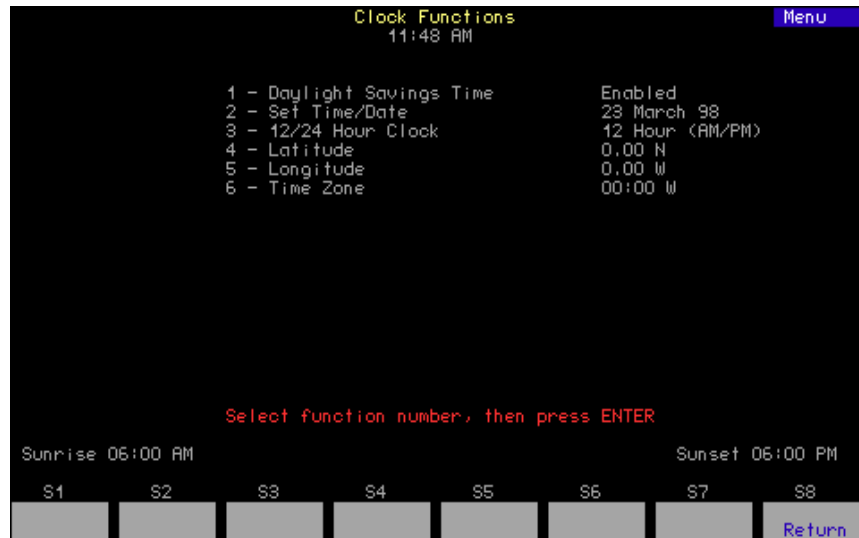 Clock Functions
Menu
11:48 AM
1 - Daylight Savings Time Enabled
2 - Set Time/Date 23 March 98
3 - 12/24 Hour Clock 12 Hour (AM/PM)
4 - Latitude 0.00 N
5 - Longitude 0.00 W
6 - Time Zone 00:00 W
Select function number, then press ENTER
Sunrise 06:00 AM Sunset 06:00 PM
S1 S2 S3 S4 S5 S6 S7 S8
Return